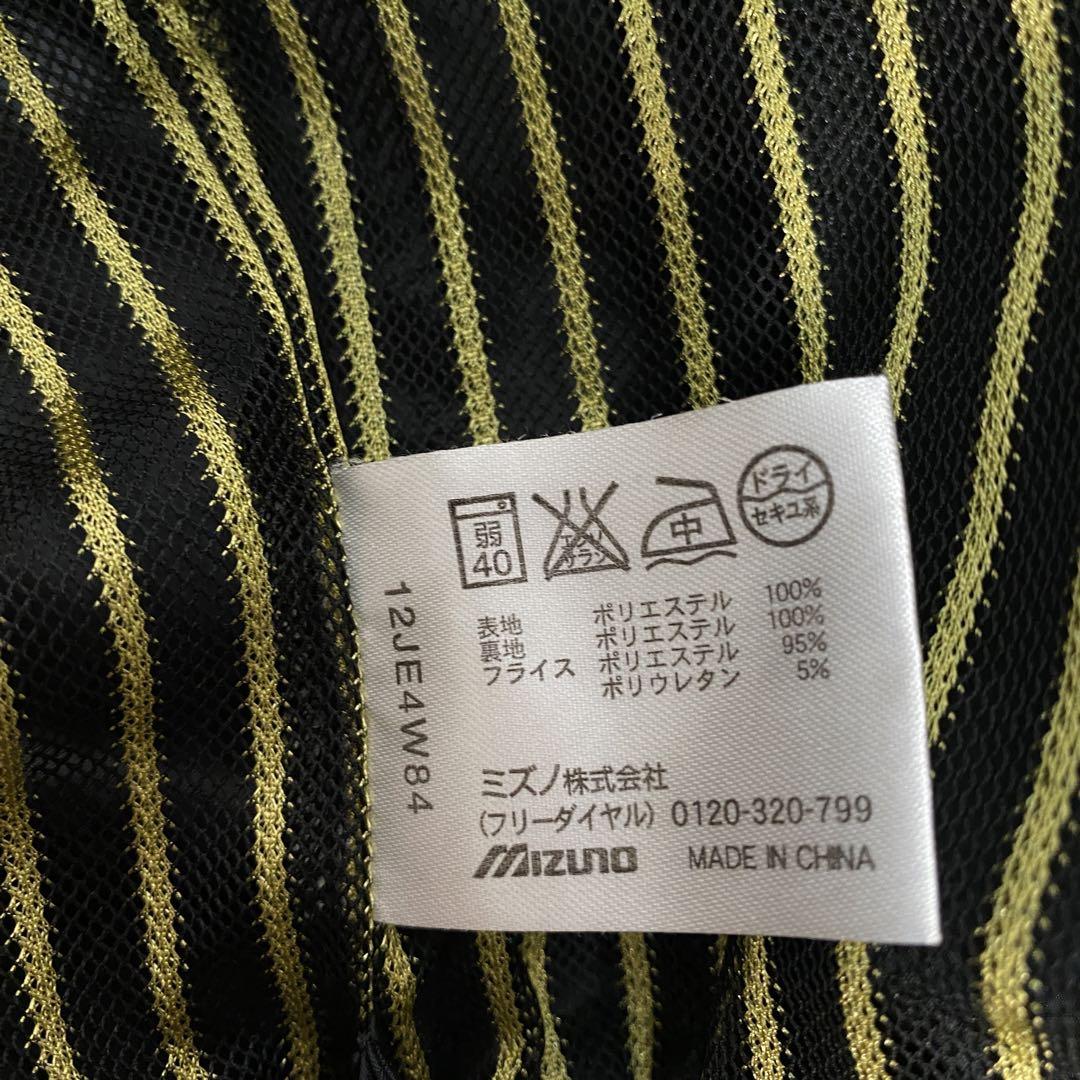 弱
40
エンソ
サラシ
中
ドライ
セキユ系
表地 ポリエステル 100%
裏地 ポリエステル 100%
フライス ポリエステル 95%
ポリウレタン 5%
ミズノ株式会社
(フリーダイヤル) 0120-320-799
MIZUNO MADE IN CHINA
12JE4W84